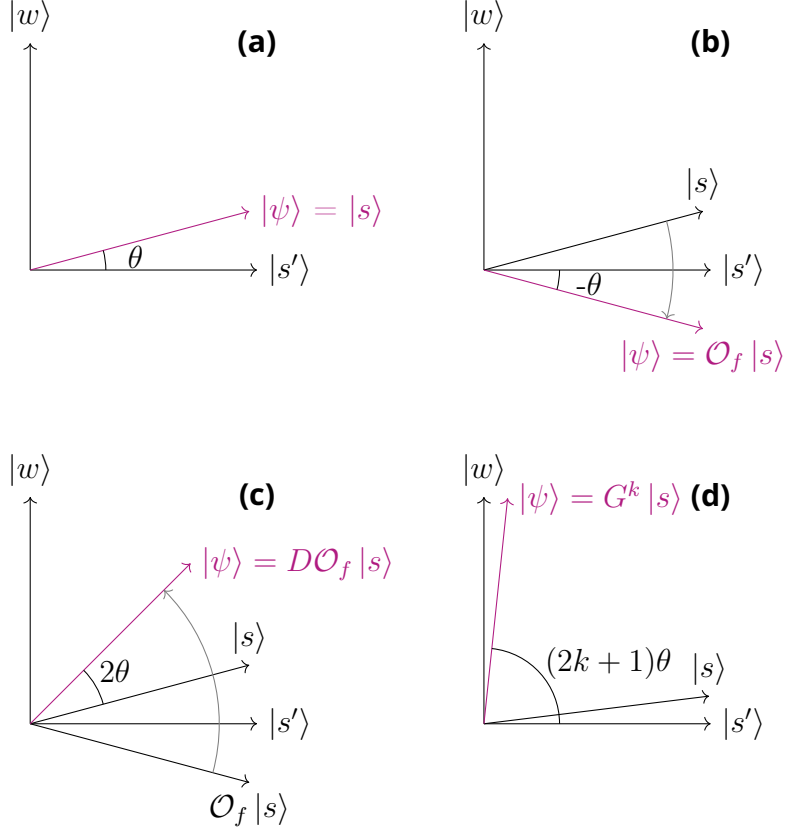 |w⟩
(a)
|ψ⟩ = |s⟩
θ
|s′⟩
|w⟩
(b)
|s⟩
|s′⟩
-θ
|ψ⟩ = 𝒪_f |s⟩
|w⟩
(c)
|ψ⟩ = D𝒪_f |s⟩
|s⟩
2θ
|s′⟩
𝒪_f |s⟩
|w⟩
|ψ⟩ = G^k |s⟩ (d)
(2k + 1)θ
|s⟩
|s′⟩